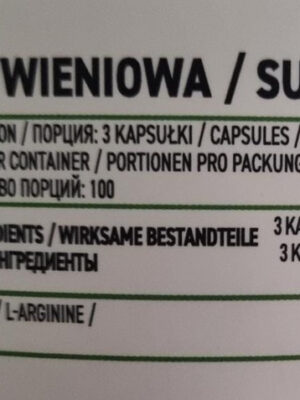 WIENIOWA / SU
ON / ПОРЦИЯ: 3 KAPSUŁKI / CAPSULES /
R CONTAINER / PORTIONEN PRO PACKUNG
ВО ПОРЦИЙ: 100
DIENTS / WIRKSAME BESTANDTEILE 3 KA
НГРЕДИЕНТЫ 3 K
/ L-ARGININE /